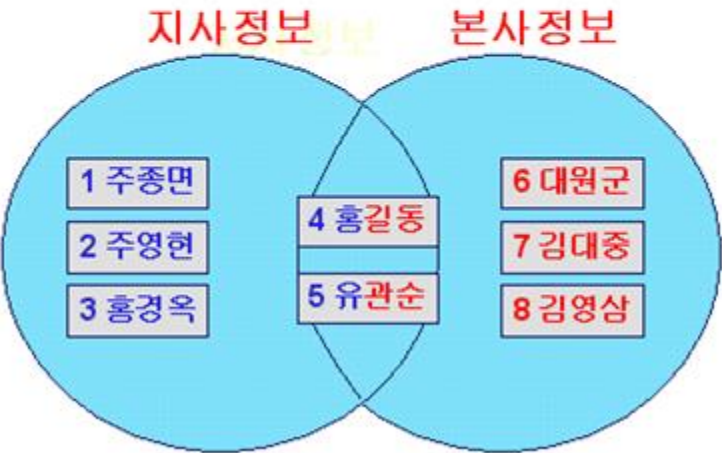 지사정보
본사정보
1 주종면
2 주영현
3 홍경옥
4 홍길동
5 유관순
6 대원군
7 김대중
8 김영삼